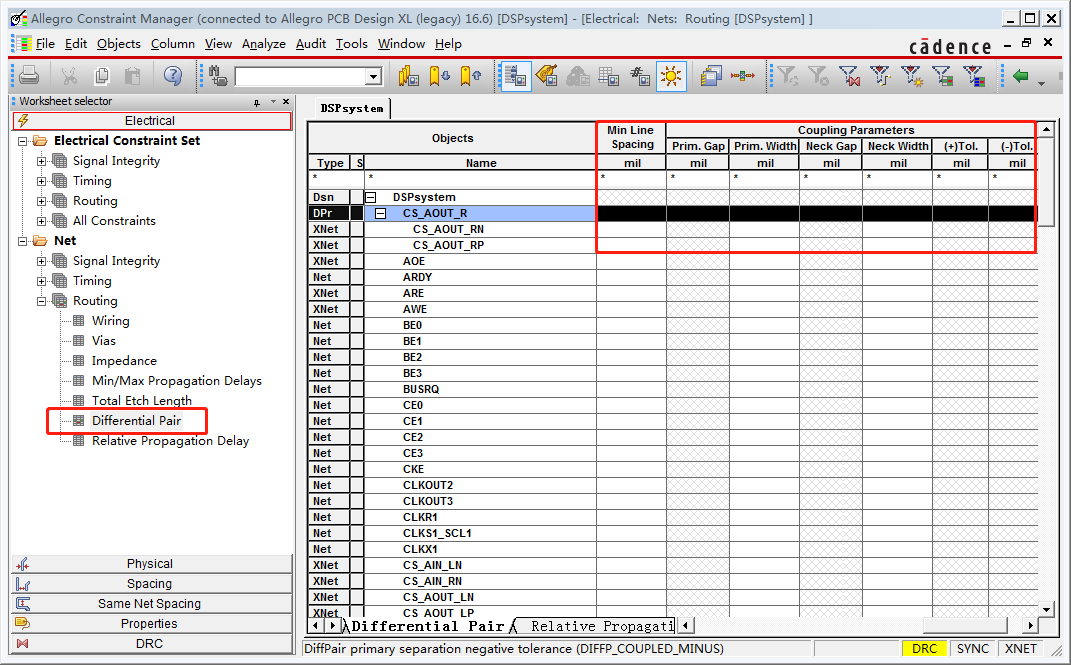 Allegro Constraint Manager (connected to Allegro PCB Design XL (legacy) 16.6) [DSPsystem] - [Electrical: Nets: Routing [DSPsystem] ]
File Edit Objects Column View Analyze Audit Tools Window Help
cādence
Worksheet selector
Electrical
Electrical Constraint Set
Signal Integrity
Timing
Routing
All Constraints
Net
Signal Integrity
Timing
Routing
Wiring
Vias
Impedance
Min/Max Propagation Delays
Total Etch Length
Differential Pair
Relative Propagation Delay
Physical
Spacing
Same Net Spacing
Properties
DRC
DSPsystem
Objects Min Line Spacing Coupling Parameters
Prim. Gap Prim. Width Neck Gap Neck Width (+)Tol. (-)Tol.
Type S Name mil mil mil mil mil mil mil
* * * * * * * * *
Dsn DSPsystem
DPr CS_AOUT_R
XNet CS_AOUT_RN
XNet CS_AOUT_RP
XNet AOE
Net ARDY
XNet ARE
XNet AWE
Net BE0
Net BE1
Net BE2
Net BE3
Net BUSRQ
Net CE0
Net CE1
Net CE2
Net CE3
Net CKE
Net CLKOUT2
Net CLKOUT3
Net CLKR1
Net CLKS1_SCL1
Net CLKX1
XNet CS_AIN_LN
XNet CS_AIN_RN
XNet CS_AOUT_LN
XNet CS_AOUT_LP
Differential Pair Relative Propagati
DiffPair primary separation negative tolerance (DIFFP_COUPLED_MINUS) DRC SYNC XNET